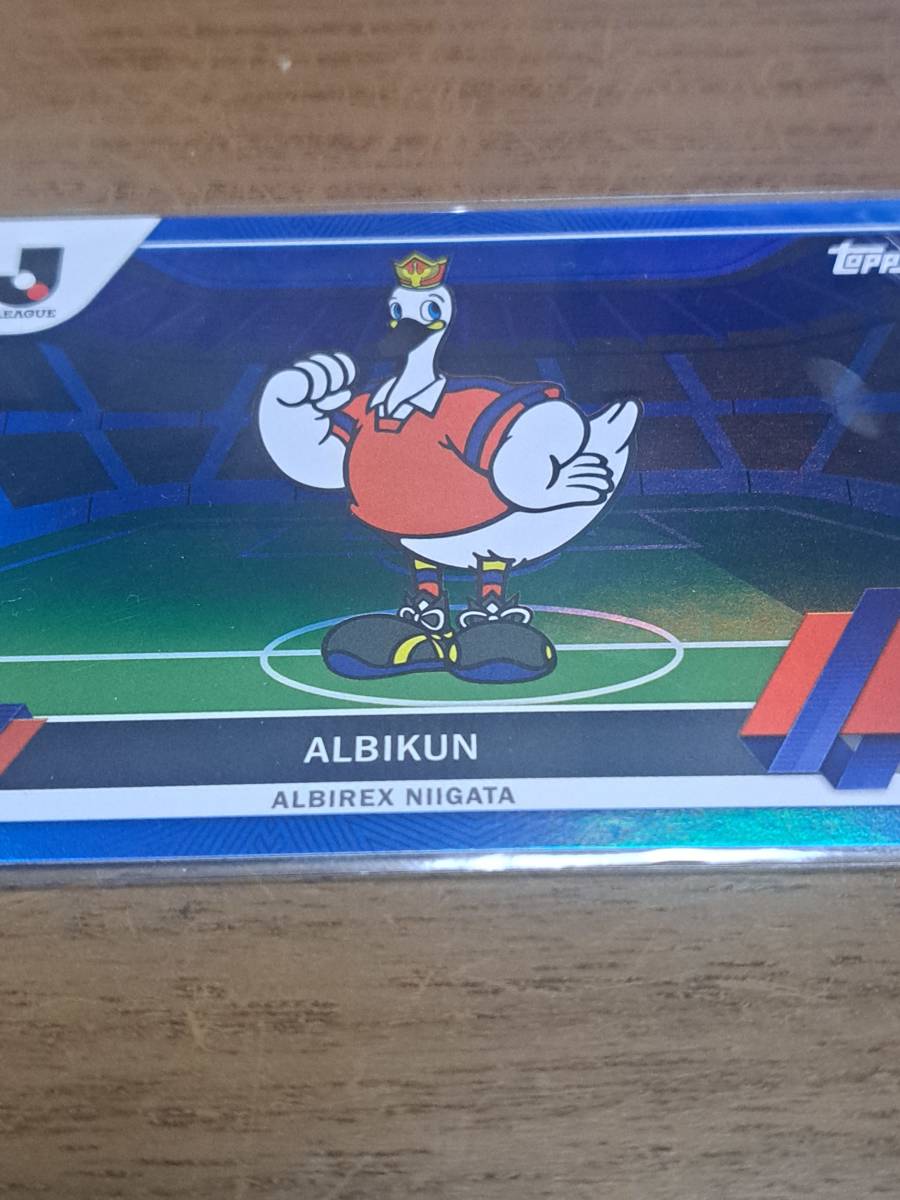 J
LEAGUE
Topps
ALBIKUN
ALBIREX NIIGATA